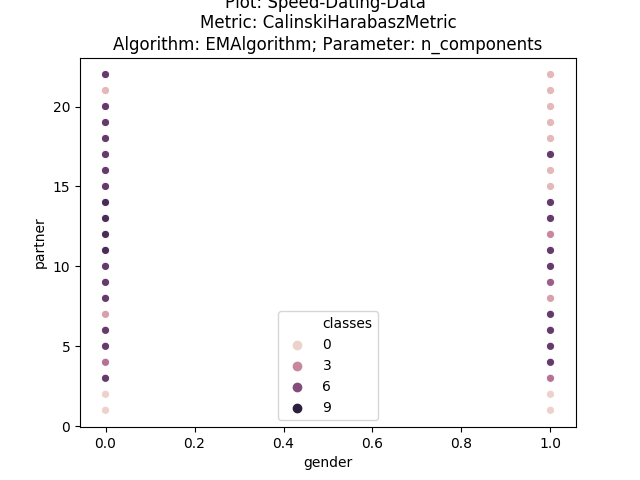 Plot: Speed-Dating-Data
Metric: CalinskiHarabaszMetric
Algorithm: EMAlgorithm; Parameter: n_components
20
15
10
5
0
partner
classes
0
3
6
9
0.0 0.2 0.4 0.6 0.8 1.0
gender